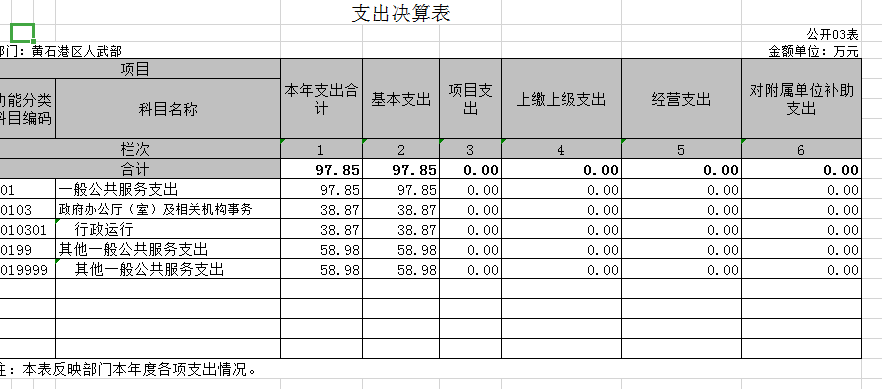 支出决算表
公开03表
部门：黄石港区人武部 金额单位：万元
项目 本年支出合计 基本支出 项目支出 上缴上级支出 经营支出 对附属单位补助支出
功能分类科目编码 科目名称
栏次 1 2 3 4 5 6
合计 97.85 97.85 0.00 0.00 0.00 0.00
01 一般公共服务支出 97.85 97.85 0.00 0.00 0.00 0.00
0103 政府办公厅（室）及相关机构事务 38.87 38.87 0.00 0.00 0.00 0.00
010301 行政运行 38.87 38.87 0.00 0.00 0.00 0.00
0199 其他一般公共服务支出 58.98 58.98 0.00 0.00 0.00 0.00
019999 其他一般公共服务支出 58.98 58.98 0.00 0.00 0.00 0.00
注：本表反映部门本年度各项支出情况。